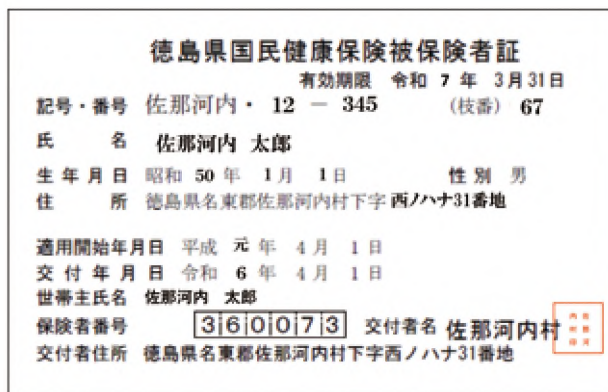 徳島県国民健康保険被保険者証
有効期限 令和 7 年 3月31日
記号・番号 佐那河内・ 12 － 345 (枝番) 67
氏 名 佐那河内 太郎
生年月日 昭和 50 年 1月 1日 性別 男
住 所 徳島県名東郡佐那河内村下字 西ノハナ31番地
適用開始年月日 平成 元 年 4月 1日
交付年月日 令和 6 年 4月 1日
世帯主氏名 佐那河内 太郎
保険者番号 360073 交付者名 佐那河内村
交付者住所 徳島県名東郡佐那河内村下字西ノハナ31番地